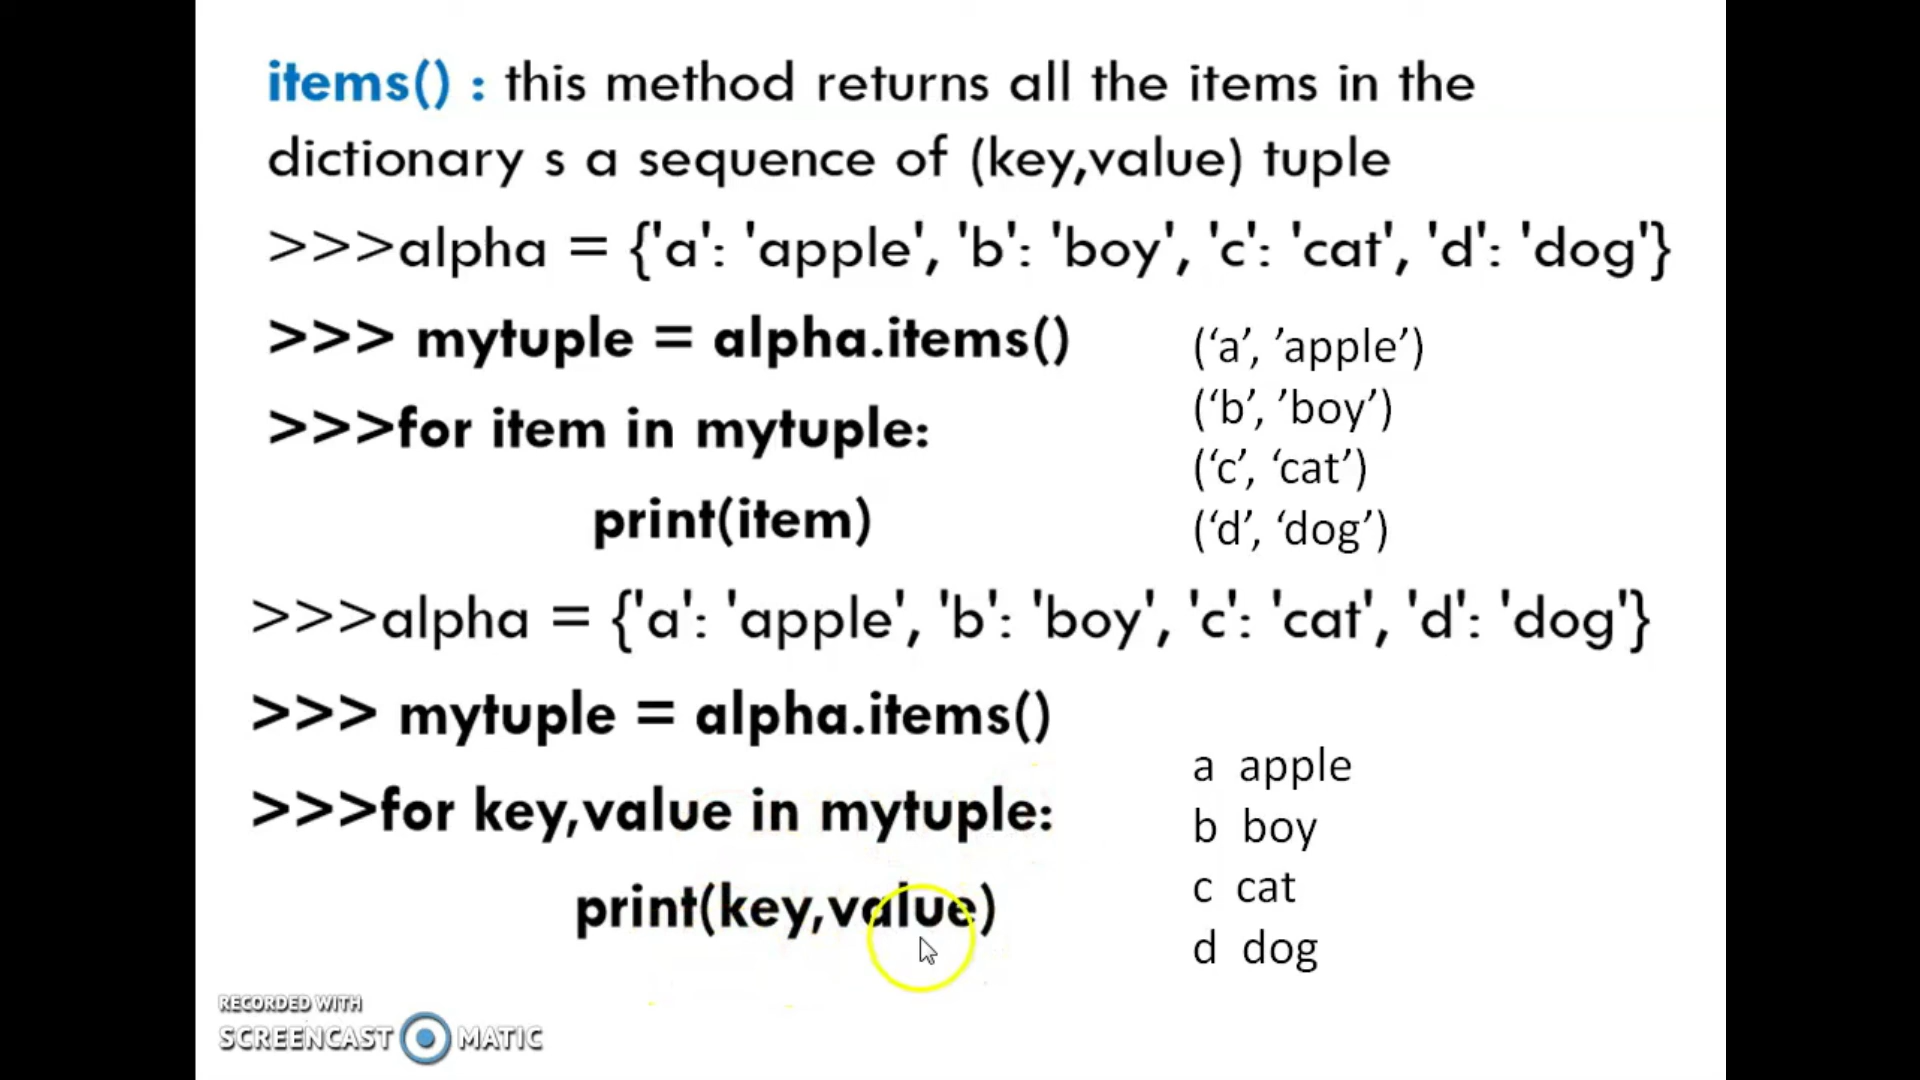 items() : this method returns all the items in the
dictionary s a sequence of (key,value) tuple
>>>alpha = {'a': 'apple', 'b': 'boy', 'c': 'cat', 'd': 'dog'}
>>> mytuple = alpha.items()
>>>for item in mytuple:
print(item)
(‘a’, ’apple’)
(‘b’, ’boy’)
(‘c’, ‘cat’)
(‘d’, ‘dog’)
>>>alpha = {'a': 'apple', 'b': 'boy', 'c': 'cat', 'd': 'dog'}
>>> mytuple = alpha.items()
>>>for key,value in mytuple:
print(key,value)
a apple
b boy
c cat
d dog
RECORDED WITH
SCREENCAST MATIC